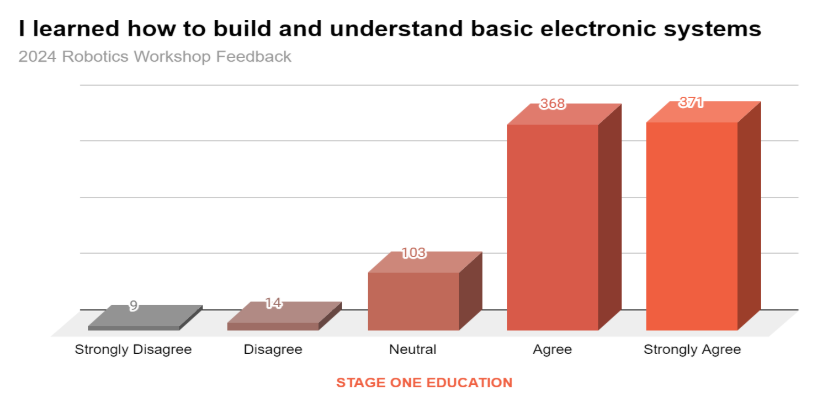 I learned how to build and understand basic electronic systems
2024 Robotics Workshop Feedback
9
14
103
368
371
Strongly Disagree
Disagree
Neutral
Agree
Strongly Agree
STAGE ONE EDUCATION